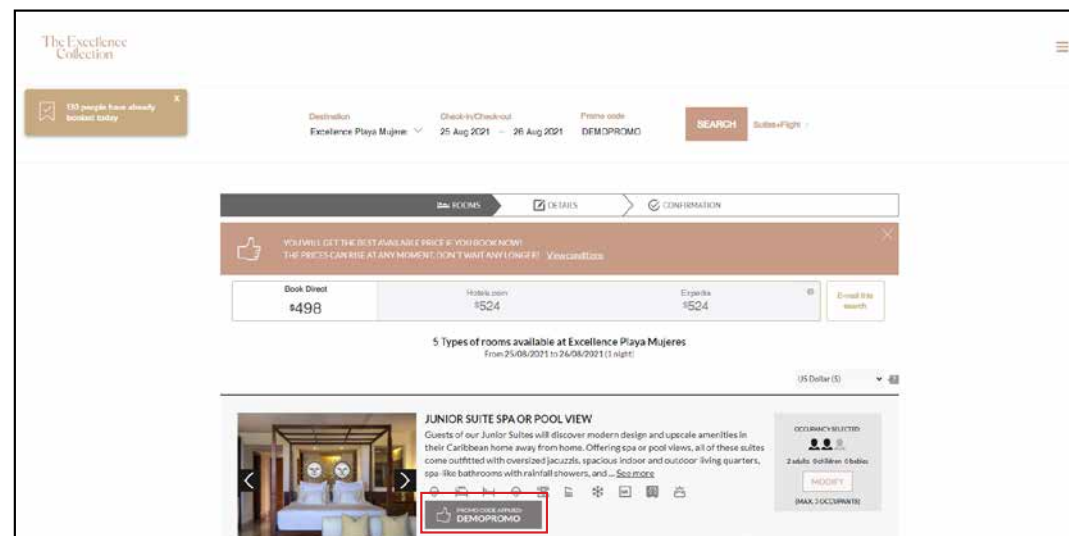 The Excellence
Collection
130 people have already
booked today
X
Destination
Check-in/Check-out
Promo code
Excellence Playa Mujeres
25 Aug 2021 — 26 Aug 2021
DEMOPROMO
SEARCH
Suites+Flight
ROOMS
DETAILS
CONFIRMATION
YOU WILL GET THE BEST AVAILABLE PRICE IF YOU BOOK NOW!
THE PRICES CAN RISE AT ANY MOMENT, DON'T WAIT ANY LONGER! View conditions
Book Direct
$498
Hotels.com
$524
Expedia
$524
E-mail this
search
5 Types of rooms available at Excellence Playa Mujeres
From 25/08/2021 to 26/08/2021 (1 night)
US Dollar ($)
JUNIOR SUITE SPA OR POOL VIEW
Guests of our Junior Suites will discover modern design and upscale amenities in
their Caribbean home away from home. Offering spa or pool views, all of these suites
come outfitted with oversized jacuzzis, spacious indoor and outdoor living quarters,
spa-like bathrooms with rainfall showers, and ... See more
PROMO CODE APPLIED:
DEMOPROMO
OCCUPANCY SELECTED
2 adults 0 children 0 babies
MODIFY
(MAX. 3 OCCUPANTS)